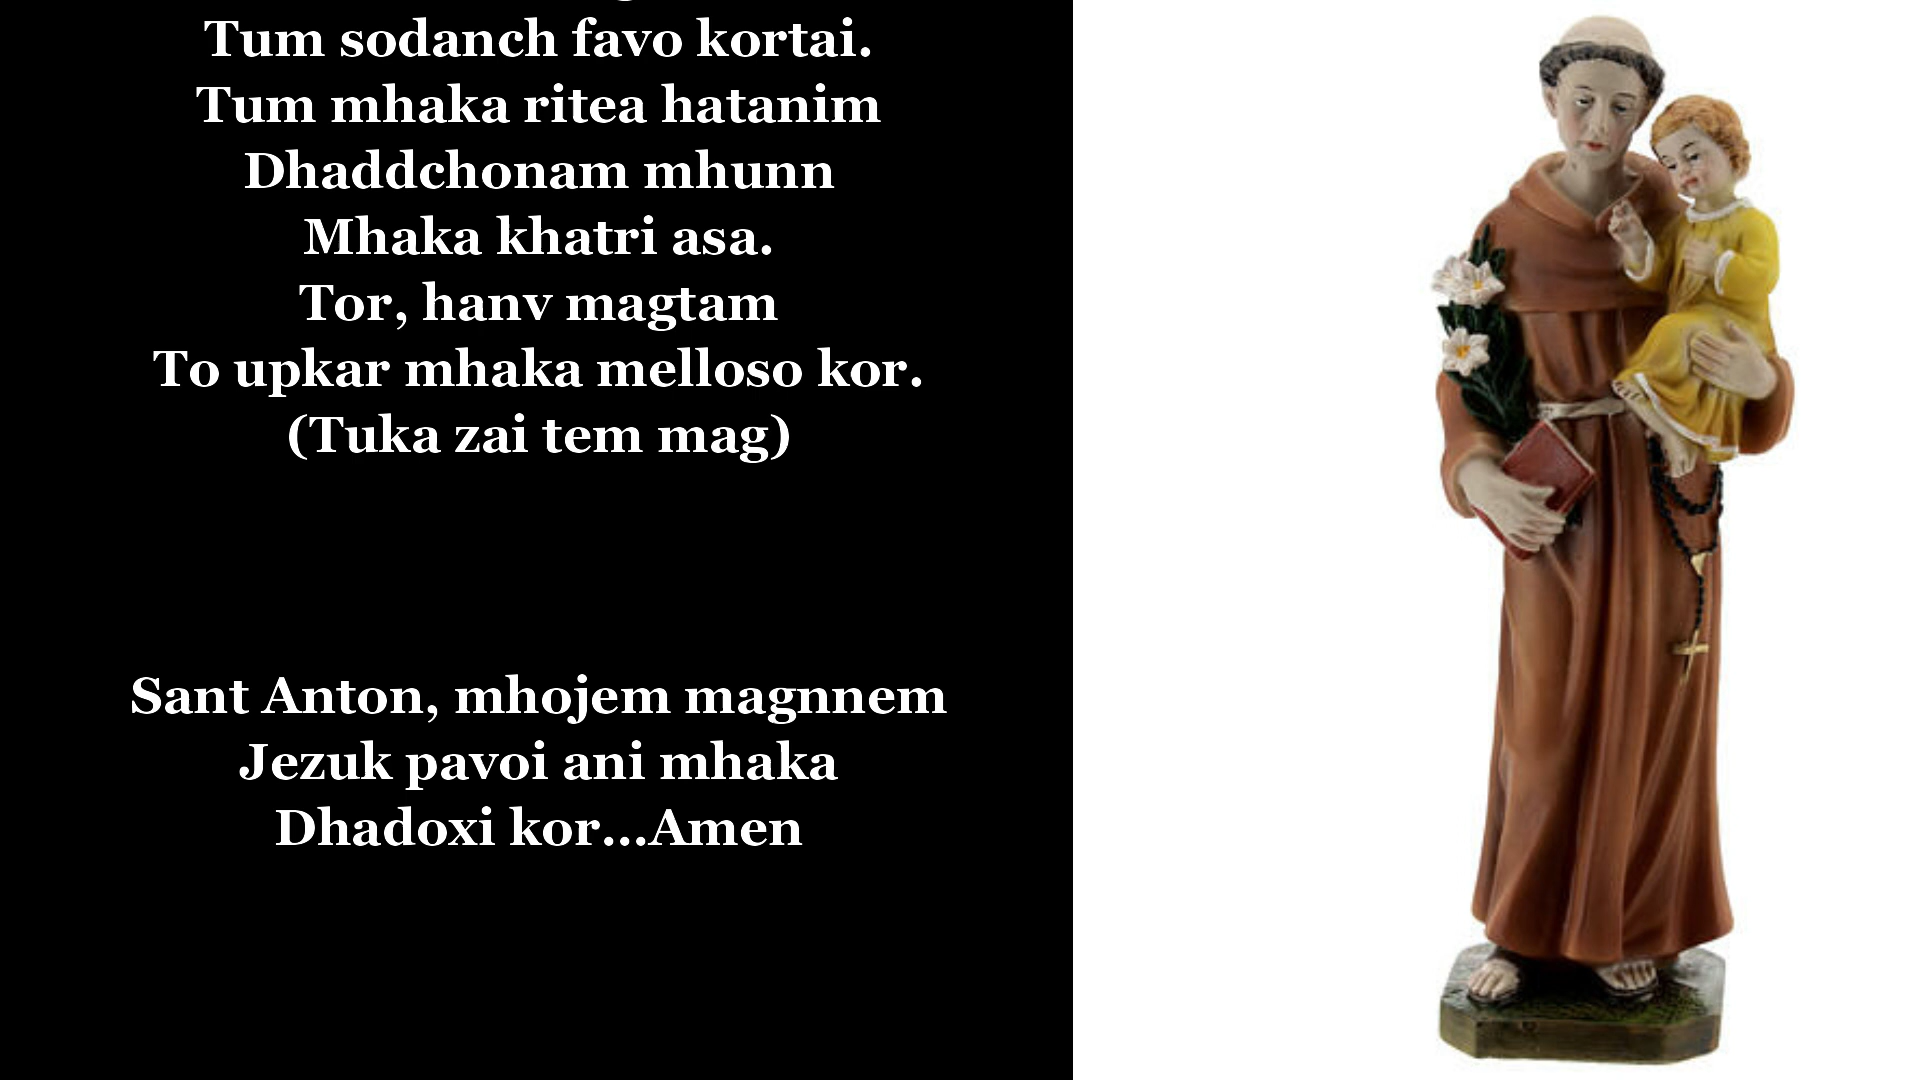 Tum sodanch favo kortai.
Tum mhaka ritea hatanim
Dhaddchonam mhunn
Mhaka khatri asa.
Tor, hanv magtam
To upkar mhaka melloso kor.
(Tuka zai tem mag)
Sant Anton, mhojem magnnem
Jezuk pavoi ani mhaka
Dhadoxi kor...Amen